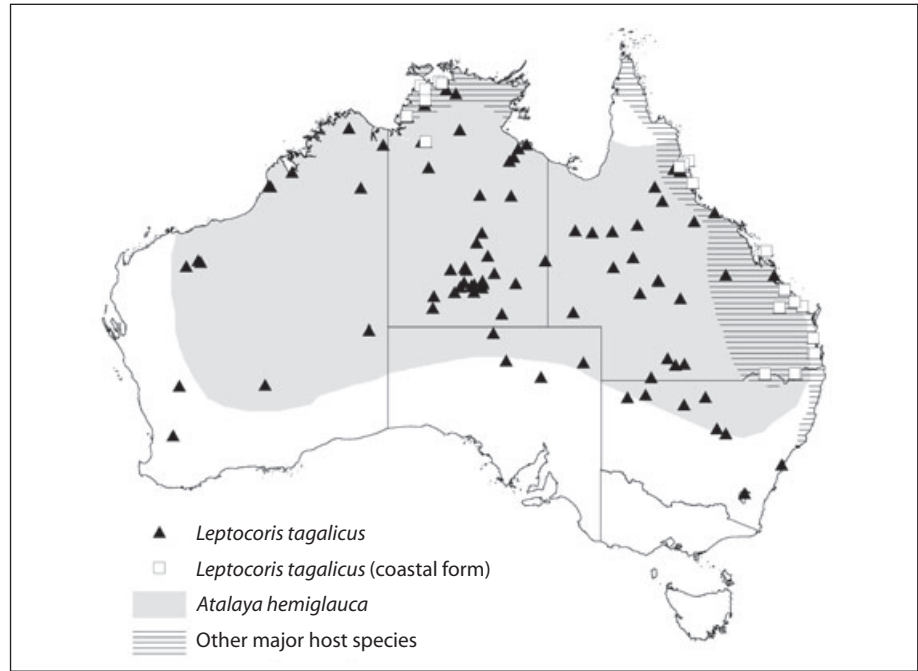 Leptocoris tagalicus
Leptocoris tagalicus (coastal form)
Atalaya hemiglauca
Other major host species